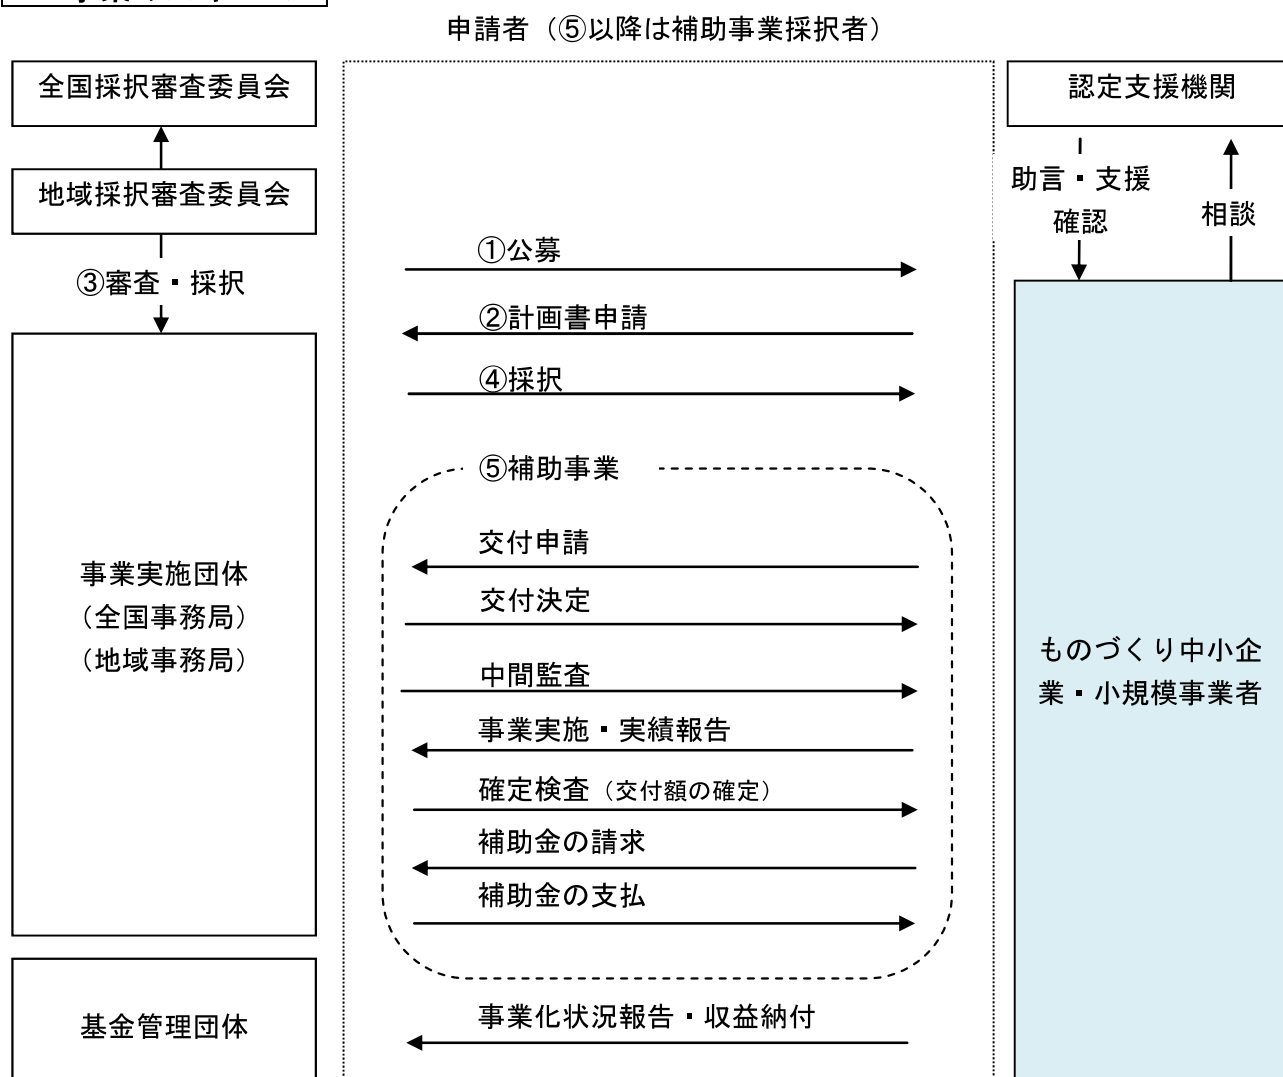 申請者（⑤以降は補助事業採択者）
全国採択審査委員会
地域採択審査委員会
③審査・採択
事業実施団体
（全国事務局）
（地域事務局）
基金管理団体
①公募
②計画書申請
④採択
⑤補助事業
交付申請
交付決定
中間監査
事業実施・実績報告
確定検査（交付額の確定）
補助金の請求
補助金の支払
事業化状況報告・収益納付
認定支援機関
助言・支援
確認
相談
ものづくり中小企
業・小規模事業者